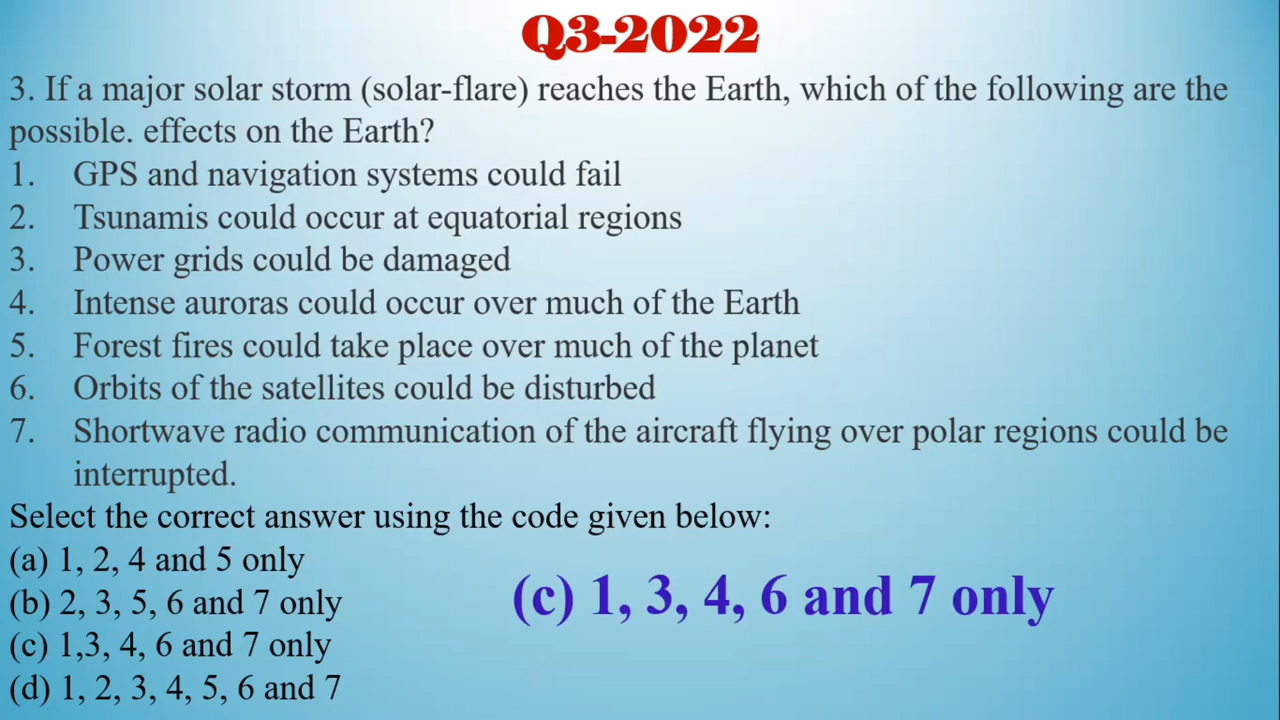 Q3-2022
3. If a major solar storm (solar-flare) reaches the Earth, which of the following are the
possible. effects on the Earth?
1. GPS and navigation systems could fail
2. Tsunamis could occur at equatorial regions
3. Power grids could be damaged
4. Intense auroras could occur over much of the Earth
5. Forest fires could take place over much of the planet
6. Orbits of the satellites could be disturbed
7. Shortwave radio communication of the aircraft flying over polar regions could be
interrupted.
Select the correct answer using the code given below:
(a) 1, 2, 4 and 5 only
(b) 2, 3, 5, 6 and 7 only
(c) 1,3, 4, 6 and 7 only
(d) 1, 2, 3, 4, 5, 6 and 7
(c) 1, 3, 4, 6 and 7 only